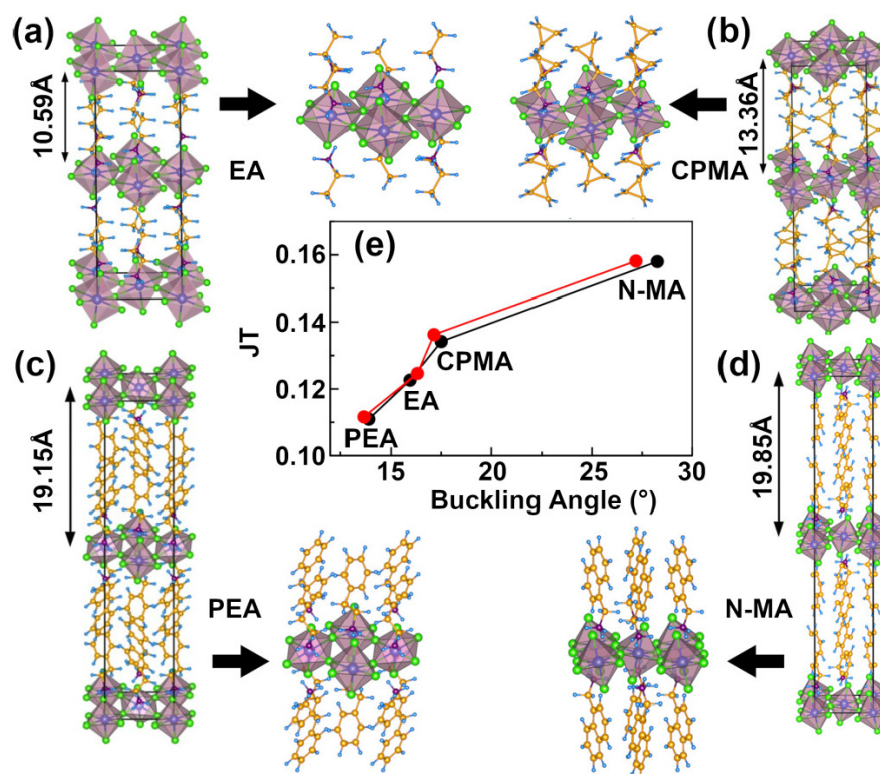 (a)
10.59Å
EA
CPMA
13.36Å
(b)
(e)
0.16
0.14
0.12
0.10
JT
N-MA
CPMA
EA
PEA
15
20
25
30
Buckling Angle (°)
(c)
19.15Å
PEA
(d)
19.85Å
N-MA